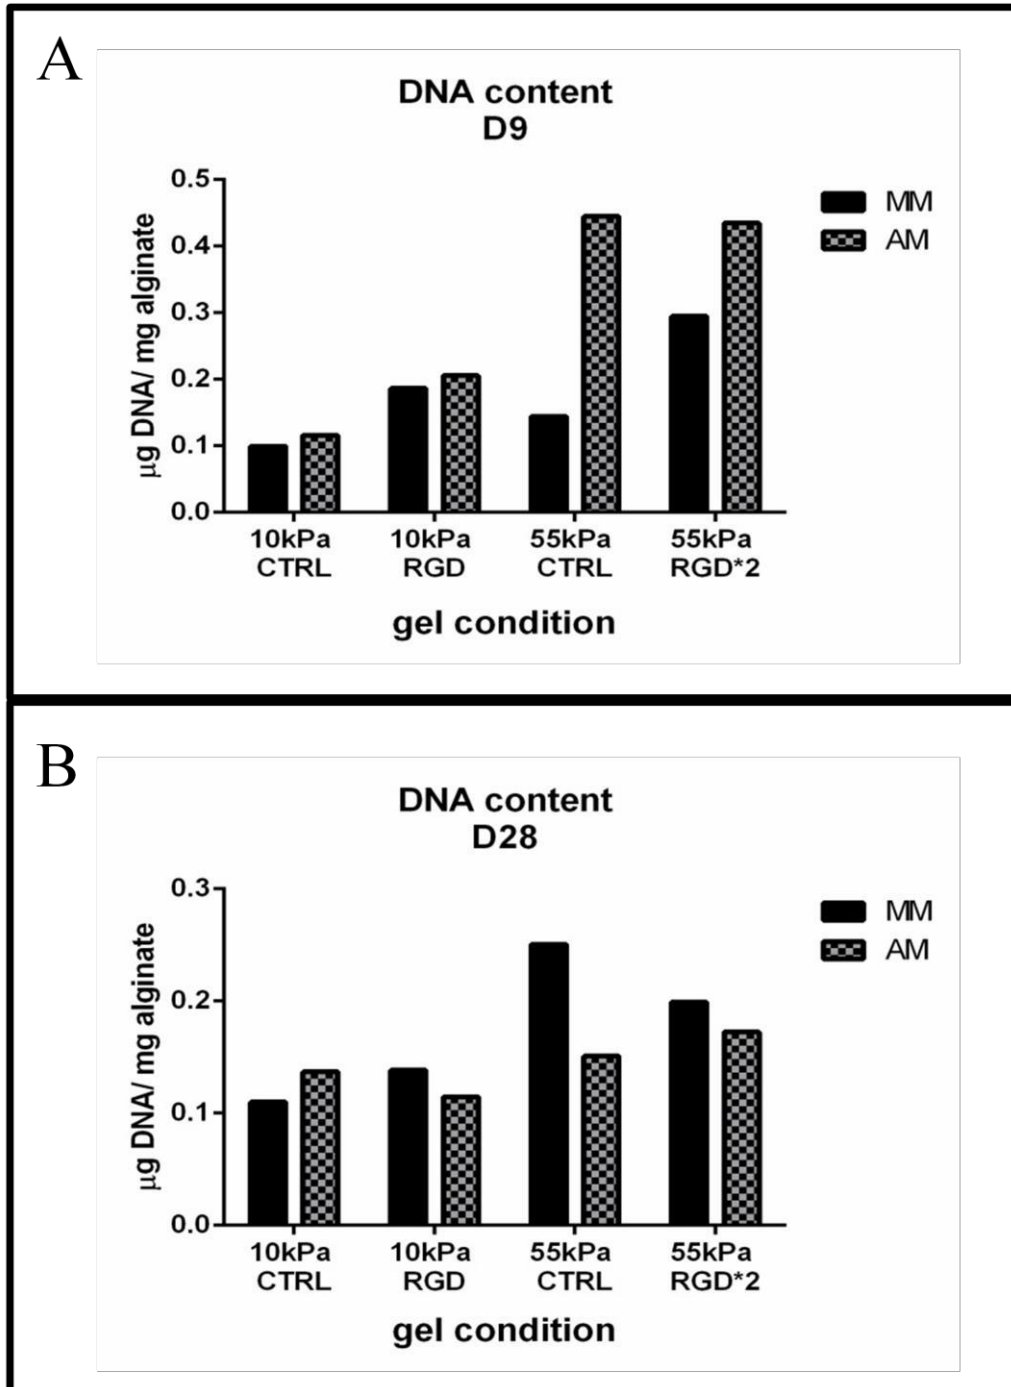 A
DNA content
D9
0.5
0.4
0.3
0.2
0.1
0.0
µg DNA/ mg alginate
MM
AM
10kPa CTRL
10kPa RGD
55kPa CTRL
55kPa RGD*2
gel condition
B
DNA content
D28
0.3
0.2
0.1
0.0
µg DNA/ mg alginate
MM
AM
10kPa CTRL
10kPa RGD
55kPa CTRL
55kPa RGD*2
gel condition